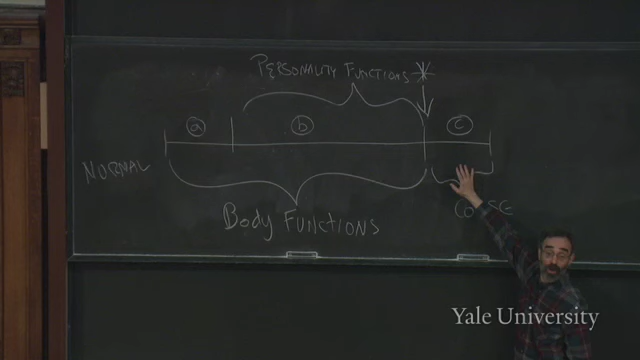 PERSONALITY FUNCTIONS *
a b c
NORMAL
BODY FUNCTIONS
Yale University